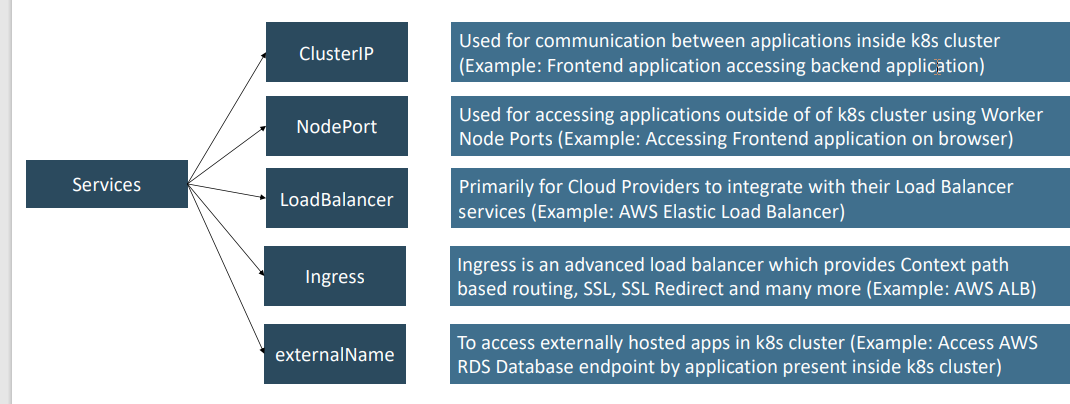 ClusterIP
Used for communication between applications inside k8s cluster
(Example: Frontend application accessing backend application)
NodePort
Used for accessing applications outside of of k8s cluster using Worker
Node Ports (Example: Accessing Frontend application on browser)
Services
LoadBalancer
Primarily for Cloud Providers to integrate with their Load Balancer
services (Example: AWS Elastic Load Balancer)
Ingress
Ingress is an advanced load balancer which provides Context path
based routing, SSL, SSL Redirect and many more (Example: AWS ALB)
externalName
To access externally hosted apps in k8s cluster (Example: Access AWS
RDS Database endpoint by application present inside k8s cluster)